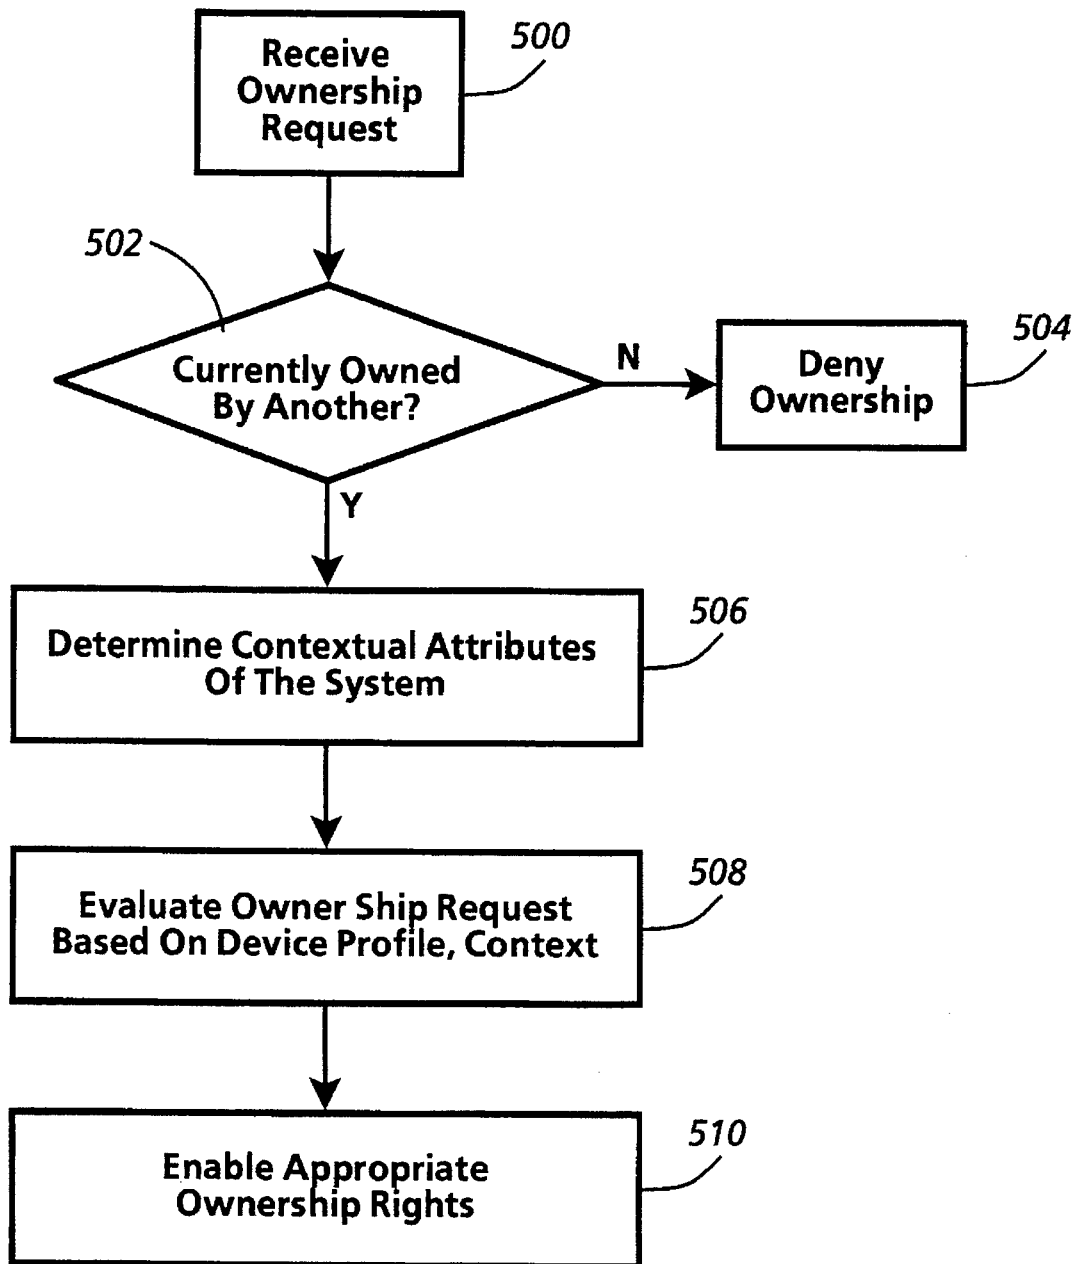 Receive
Ownership
Request
500
502
Currently Owned
By Another?
N
Deny
Ownership
504
Y
Determine Contextual Attributes
Of The System
506
Evaluate Owner Ship Request
Based On Device Profile, Context
508
Enable Appropriate
Ownership Rights
510